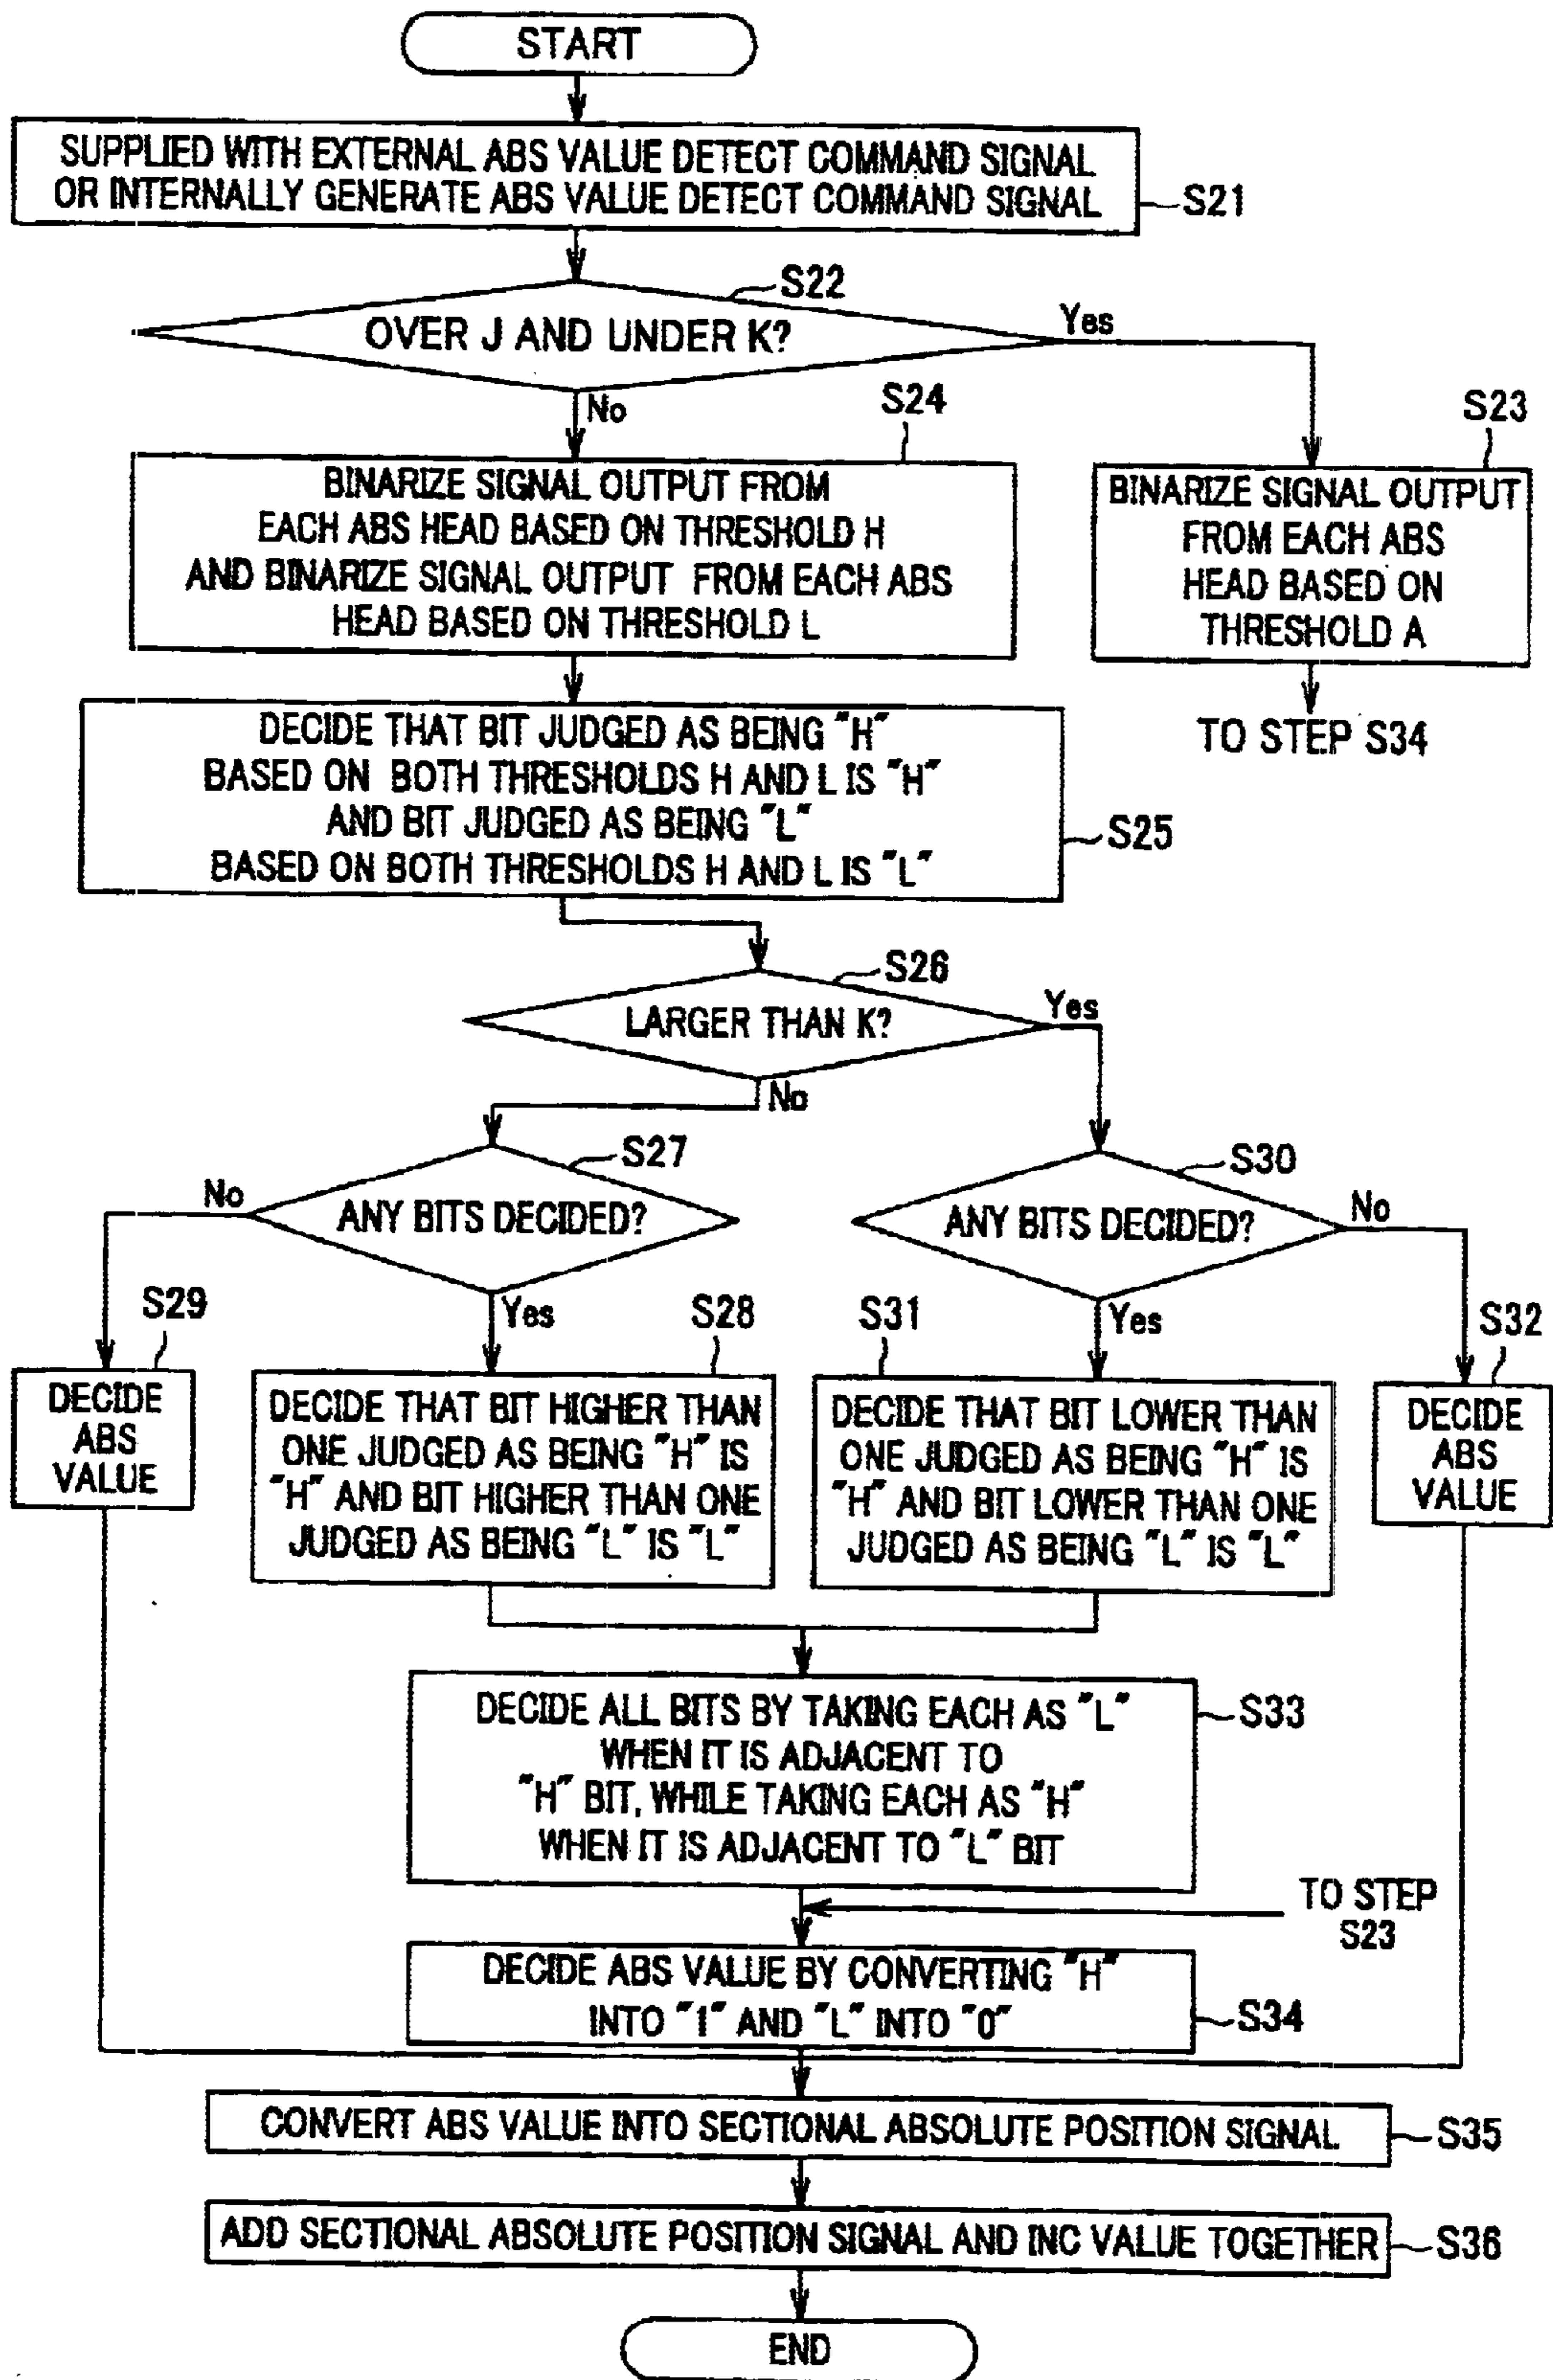 START
SUPPLIED WITH EXTERNAL ABS VALUE DETECT COMMAND SIGNAL
OR INTERNALLY GENERATE ABS VALUE DETECT COMMAND SIGNAL
S21
S22
OVER J AND UNDER K?
Yes
No
S24
BINARIZE SIGNAL OUTPUT FROM
EACH ABS HEAD BASED ON THRESHOLD H
AND BINARIZE SIGNAL OUTPUT FROM EACH ABS
HEAD BASED ON THRESHOLD L
S23
BINARIZE SIGNAL OUTPUT
FROM EACH ABS
HEAD BASED ON
THRESHOLD A
TO STEP S34
DECIDE THAT BIT JUDGED AS BEING "H"
BASED ON BOTH THRESHOLDS H AND L IS "H"
AND BIT JUDGED AS BEING "L"
BASED ON BOTH THRESHOLDS H AND L IS "L"
S25
S26
LARGER THAN K?
Yes
No
S27
ANY BITS DECIDED?
No
Yes
S30
ANY BITS DECIDED?
No
Yes
S29
DECIDE
ABS
VALUE
S28
DECIDE THAT BIT HIGHER THAN
ONE JUDGED AS BEING "H" IS
"H" AND BIT HIGHER THAN ONE
JUDGED AS BEING "L" IS "L"
S31
DECIDE THAT BIT LOWER THAN
ONE JUDGED AS BEING "H" IS
"H" AND BIT LOWER THAN ONE
JUDGED AS BEING "L" IS "L"
S32
DECIDE
ABS
VALUE
DECIDE ALL BITS BY TAKING EACH AS "L"
WHEN IT IS ADJACENT TO
"H" BIT, WHILE TAKING EACH AS "H"
WHEN IT IS ADJACENT TO "L" BIT
S33
TO STEP
S23
DECIDE ABS VALUE BY CONVERTING "H"
INTO "1" AND "L" INTO "0"
S34
CONVERT ABS VALUE INTO SECTIONAL ABSOLUTE POSITION SIGNAL
S35
ADD SECTIONAL ABSOLUTE POSITION SIGNAL AND INC VALUE TOGETHER
S36
END